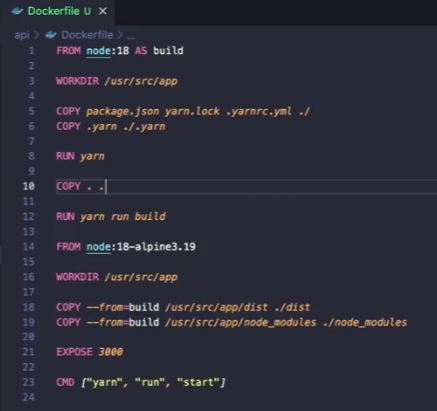 Dockerfile U X
api > Dockerfile > ...
1 FROM node:18 AS build
2
3 WORKDIR /usr/src/app
4
5 COPY package.json yarn.lock .yarnrc.yml ./
6 COPY .yarn ./.yarn
7
8 RUN yarn
9
10 COPY . .
11
12 RUN yarn run build
13
14 FROM node:18-alpine3.19
15
16 WORKDIR /usr/src/app
17
18 COPY --from=build /usr/src/app/dist ./dist
19 COPY --from=build /usr/src/app/node_modules ./node_modules
20
21 EXPOSE 3000
22
23 CMD ["yarn", "run", "start"]
24